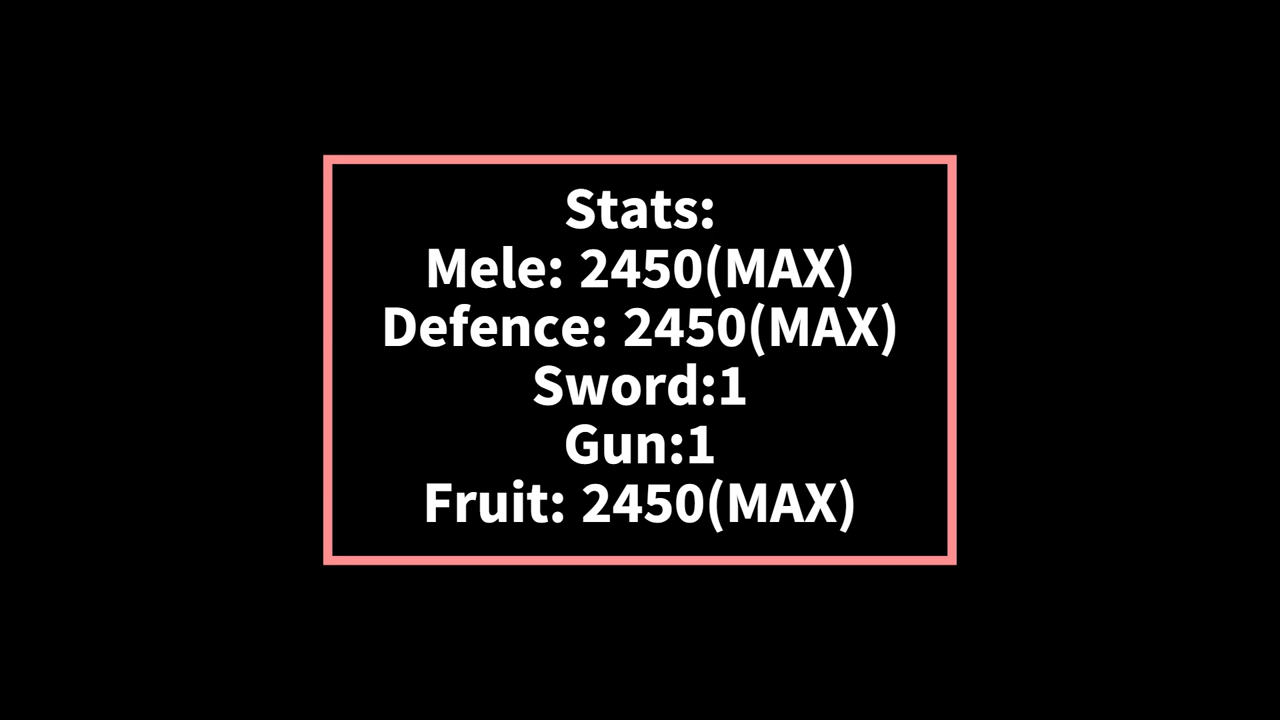 Stats:
Mele: 2450(MAX)
Defence: 2450(MAX)
Sword:1
Gun:1
Fruit: 2450(MAX)